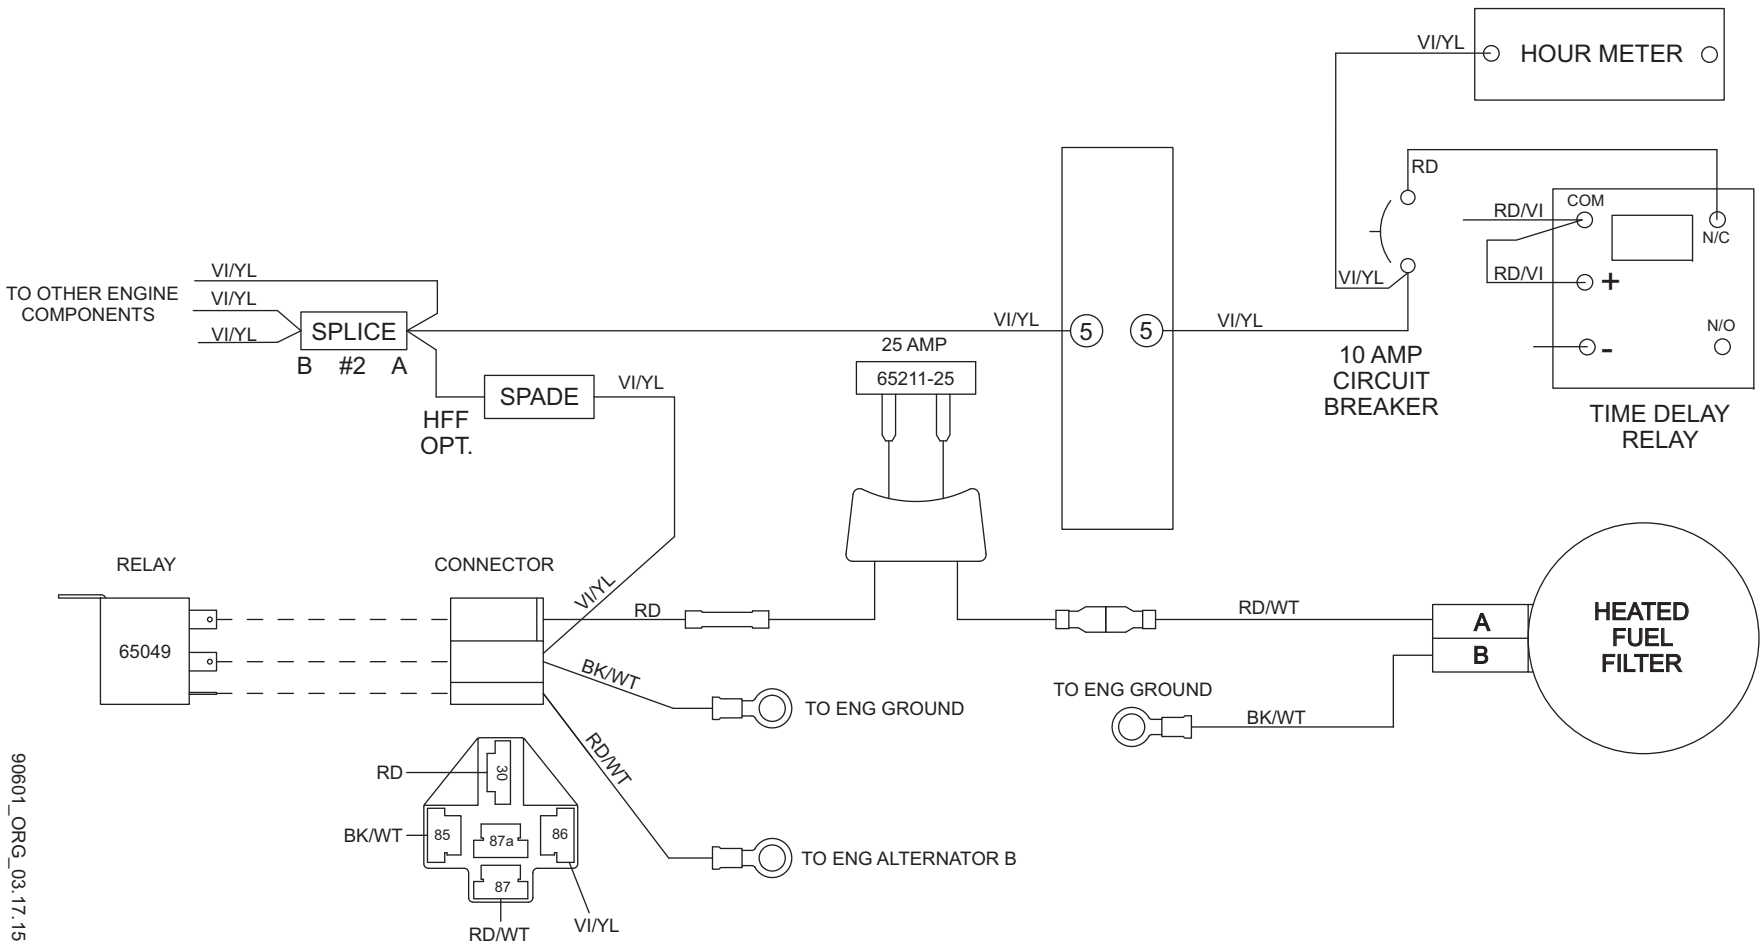 VI/YL
HOUR METER
RD
COM
RD/VI
N/C
RD/VI
+
VI/YL
N/O
-
TIME DELAY
RELAY
10 AMP
CIRCUIT
BREAKER
VI/YL
TO OTHER ENGINE
COMPONENTS
VI/YL
VI/YL
VI/YL
SPLICE
B #2 A
VI/YL
5
5
VI/YL
HFF
OPT.
SPADE
VI/YL
25 AMP
65211-25
RELAY
65049
CONNECTOR
VI/YL
RD
RD/WT
A
B
HEATED
FUEL
FILTER
BK/WT
TO ENG GROUND
TO ENG GROUND
BK/WT
RD/WT
TO ENG ALTERNATOR B
RD
30
BK/WT
85
87a
86
87
RD/WT
VI/YL
90601_ORG_03.17.15